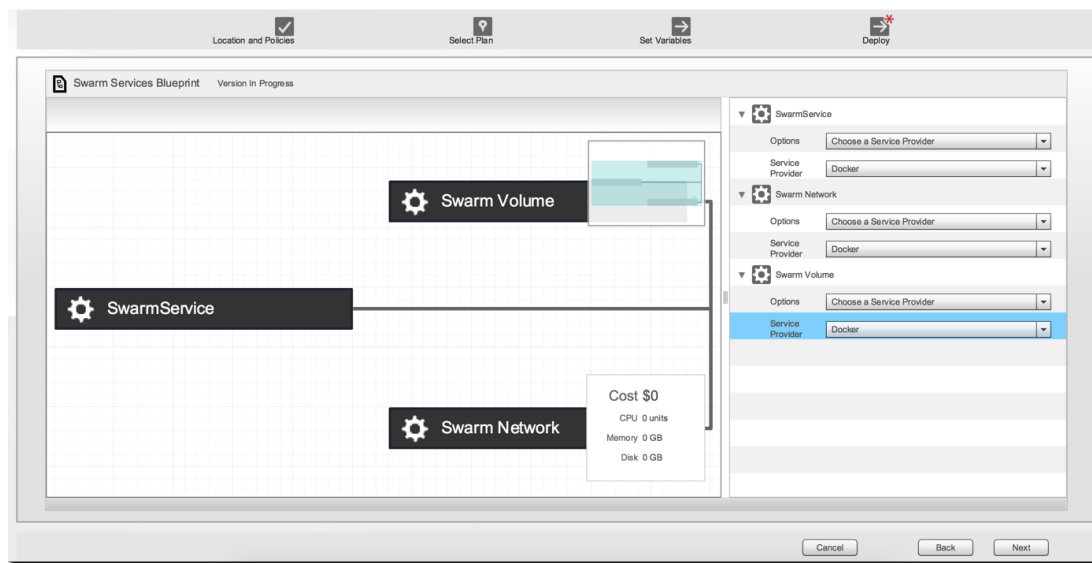 Location and Policies
Select Plan
Set Variables
Deploy
Swarm Services Blueprint Version In Progress
Swarm Volume
SwarmService
Swarm Network
Cost $0
CPU 0 units
Memory 0 GB
Disk 0 GB
SwarmService
Options Choose a Service Provider
Service
Provider Docker
Swarm Network
Options Choose a Service Provider
Service
Provider Docker
Swarm Volume
Options Choose a Service Provider
Service
Provider Docker
Cancel
Back
Next